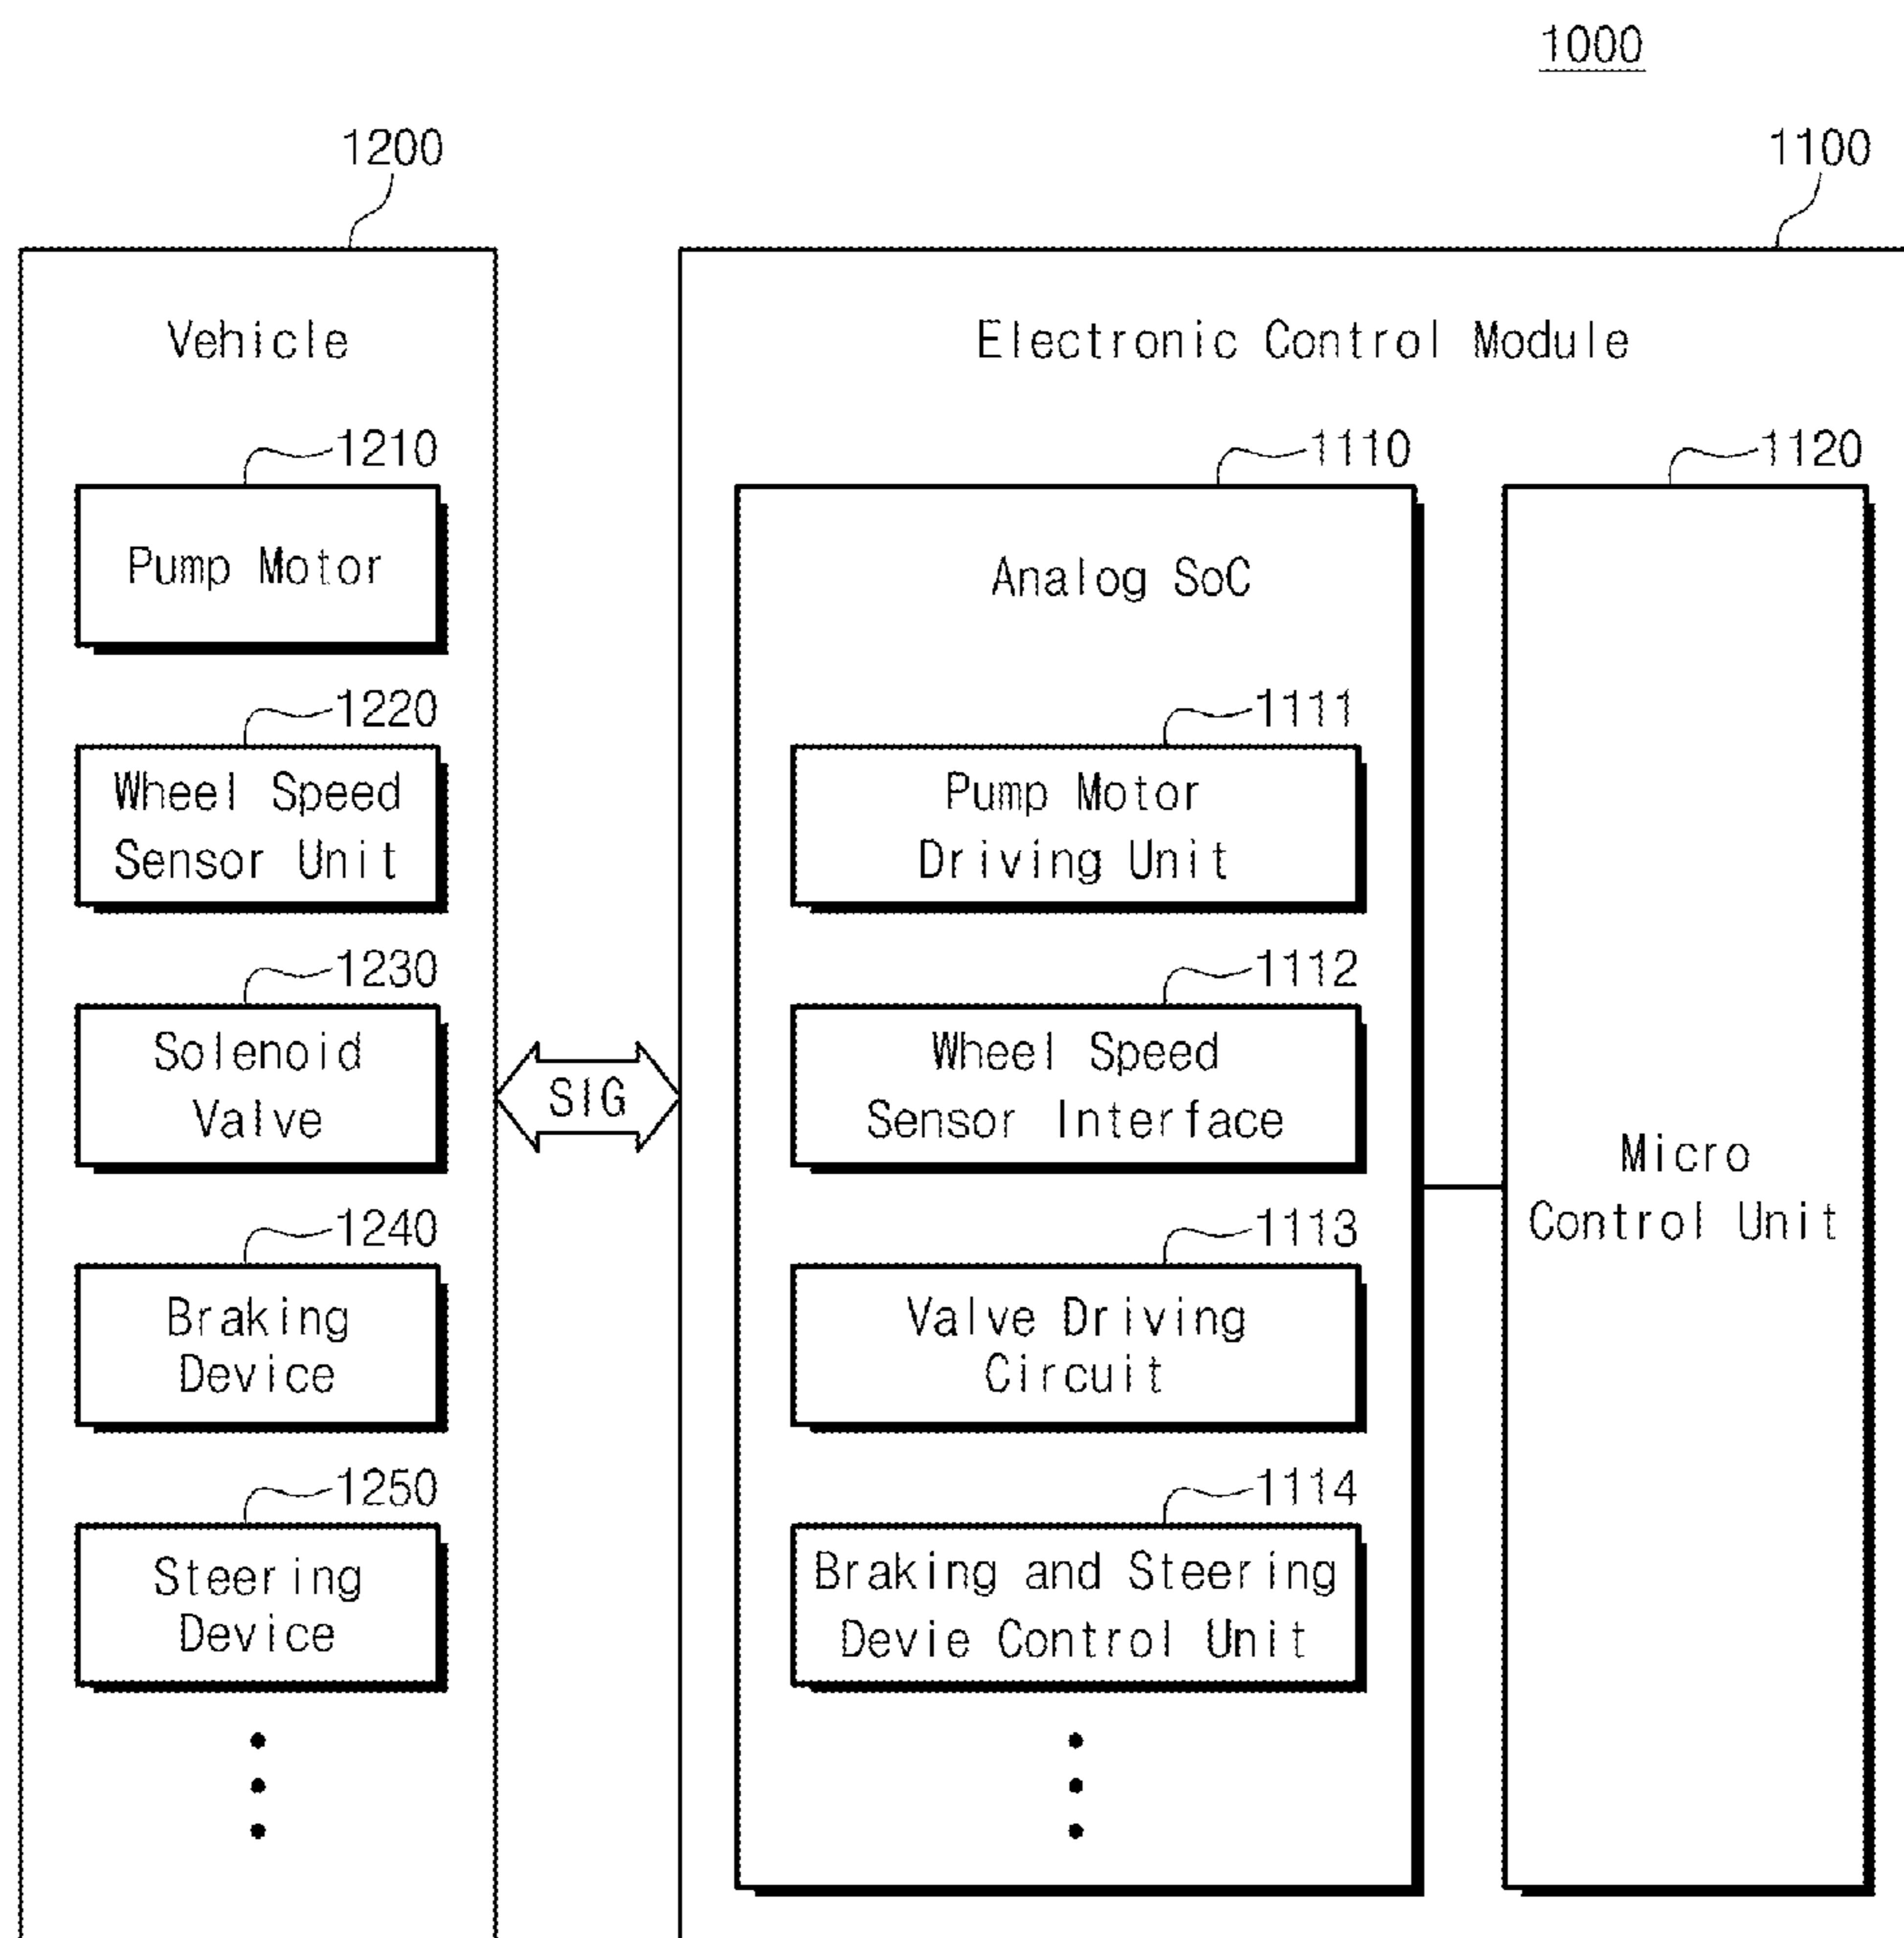 1000
1200
1100
Vehicle
Electronic Control Module
1210
Pump Motor
1220
Wheel Speed
Sensor Unit
1230
Solenoid
Valve
1240
Braking
Device
1250
Steering
Device
SIG
1110
Analog SoC
1111
Pump Motor
Driving Unit
1112
Wheel Speed
Sensor Interface
1113
Valve Driving
Circuit
1114
Braking and Steering
Devie Control Unit
1120
Micro
Control Unit